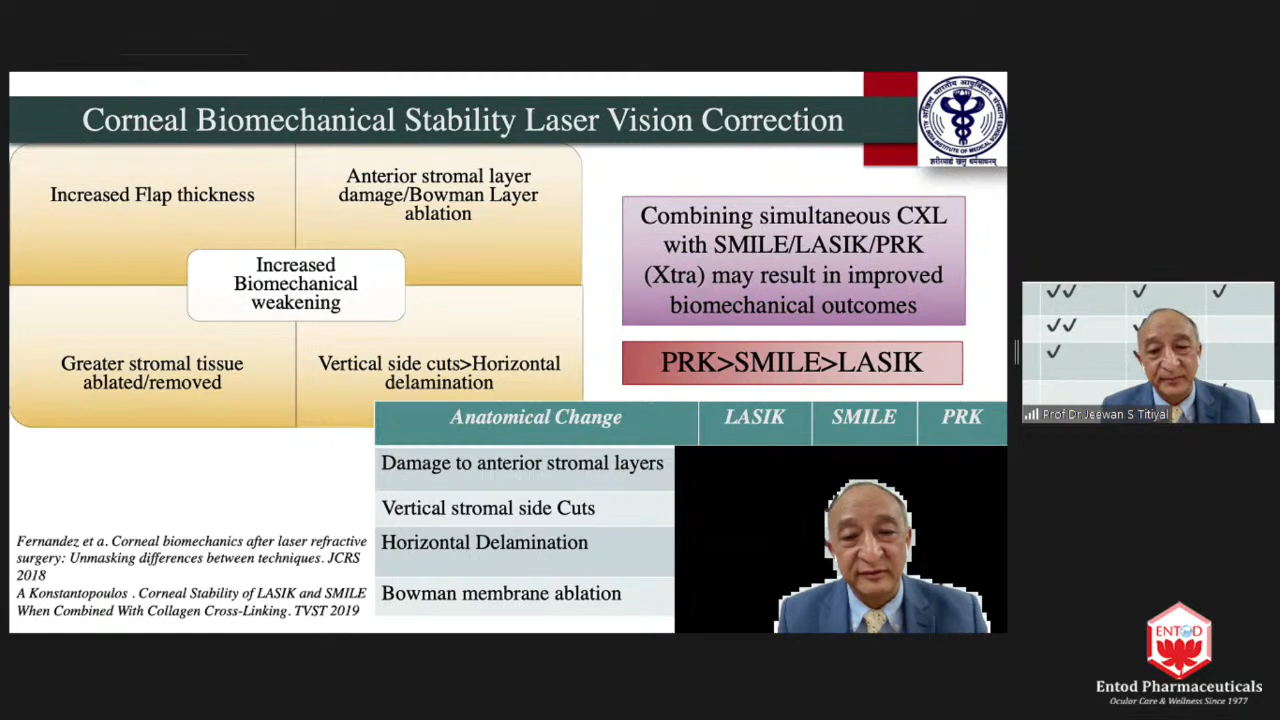 Corneal Biomechanical Stability Laser Vision Correction
Increased Flap thickness
Anterior stromal layer
damage/Bowman Layer
ablation
Increased
Biomechanical
weakening
Greater stromal tissue
ablated/removed
Vertical side cuts>Horizontal
delamination
Combining simultaneous CXL
with SMILE/LASIK/PRK
(Xtra) may result in improved
biomechanical outcomes
PRK>SMILE>LASIK
Anatomical Change LASIK SMILE PRK
Damage to anterior stromal layers
Vertical stromal side Cuts
Horizontal Delamination
Bowman membrane ablation
Fernandez et a. Corneal biomechanics after laser refractive
surgery: Unmasking differences between techniques. JCRS
2018
A Konstantopoulos . Corneal Stability of LASIK and SMILE
When Combined With Collagen Cross-Linking. TVST 2019
Prof Dr.Jeewan S Titiyal
ENTOD
Entod Pharmaceuticals
Ocular Care & Wellness Since 1977